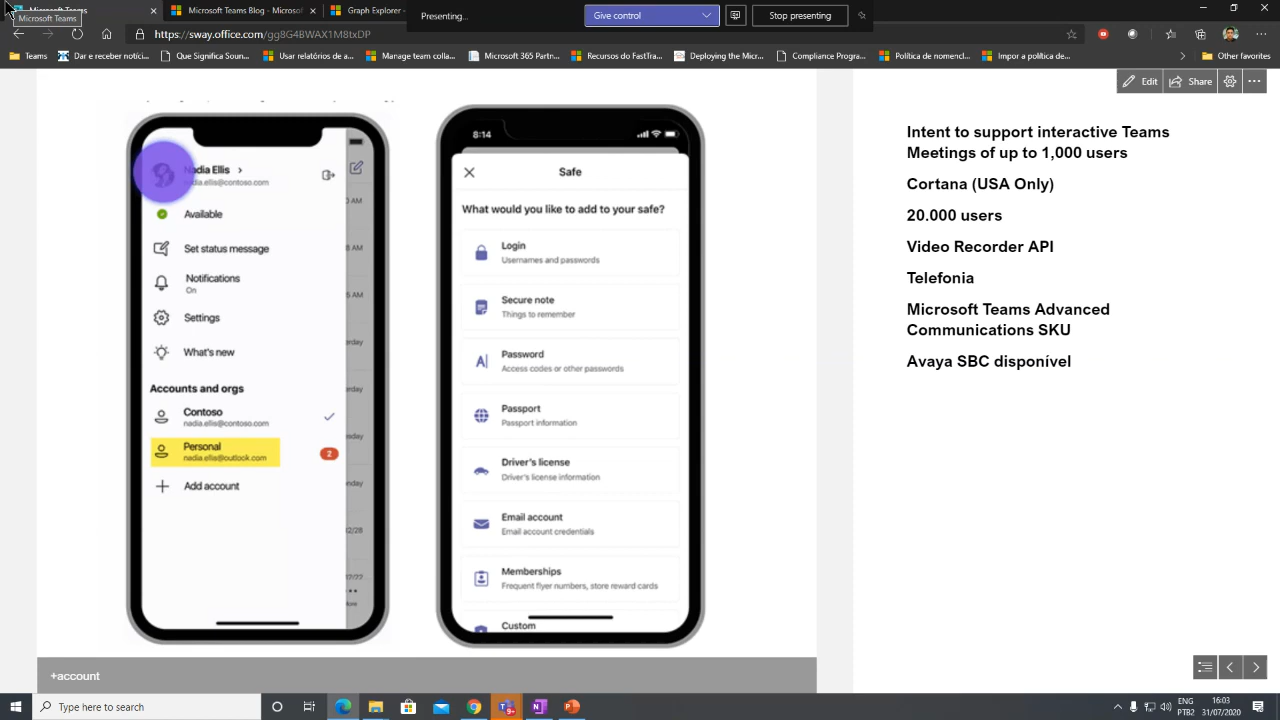 Microsoft Teams
Microsoft Teams Blog - Microsof
Graph Explorer -
Presenting...
Give control
Stop presenting
https://sway.com/gg8G4BWAX1M8txDP
Teams
Dar e receber notíci...
Que Significa Soun...
Usar relatórios de a...
Manage team colla...
Microsoft 365 Partn...
Recursos do FastTra...
Deploying the Micr...
Compliance Progra...
Política de nomencl...
Impor a política de...
Other favorites
Edit
Share
Nadia Ellis
nadia.ellis@contoso.com
Available
Set status message
Notifications
On
Settings
What's new
Accounts and orgs
Contoso
nadia.ellis@contoso.com
Personal
nadia.ellis@outlook.com
2
Add account
8:14
Safe
What would you like to add to your safe?
Login
Usernames and passwords
Secure note
Things to remember
Password
Access codes or other passwords
Passport
Passport information
Driver's license
Driver's license information
Email account
Email account credentials
Memberships
Frequent flyer numbers, store reward cards
Custom
Intent to support interactive Teams
Meetings of up to 1,000 users
Cortana (USA Only)
20.000 users
Video Recorder API
Telefonia
Microsoft Teams Advanced
Communications SKU
Avaya SBC disponível
+account
Type here to search
ENG
PTB2
16:03
31/07/2020